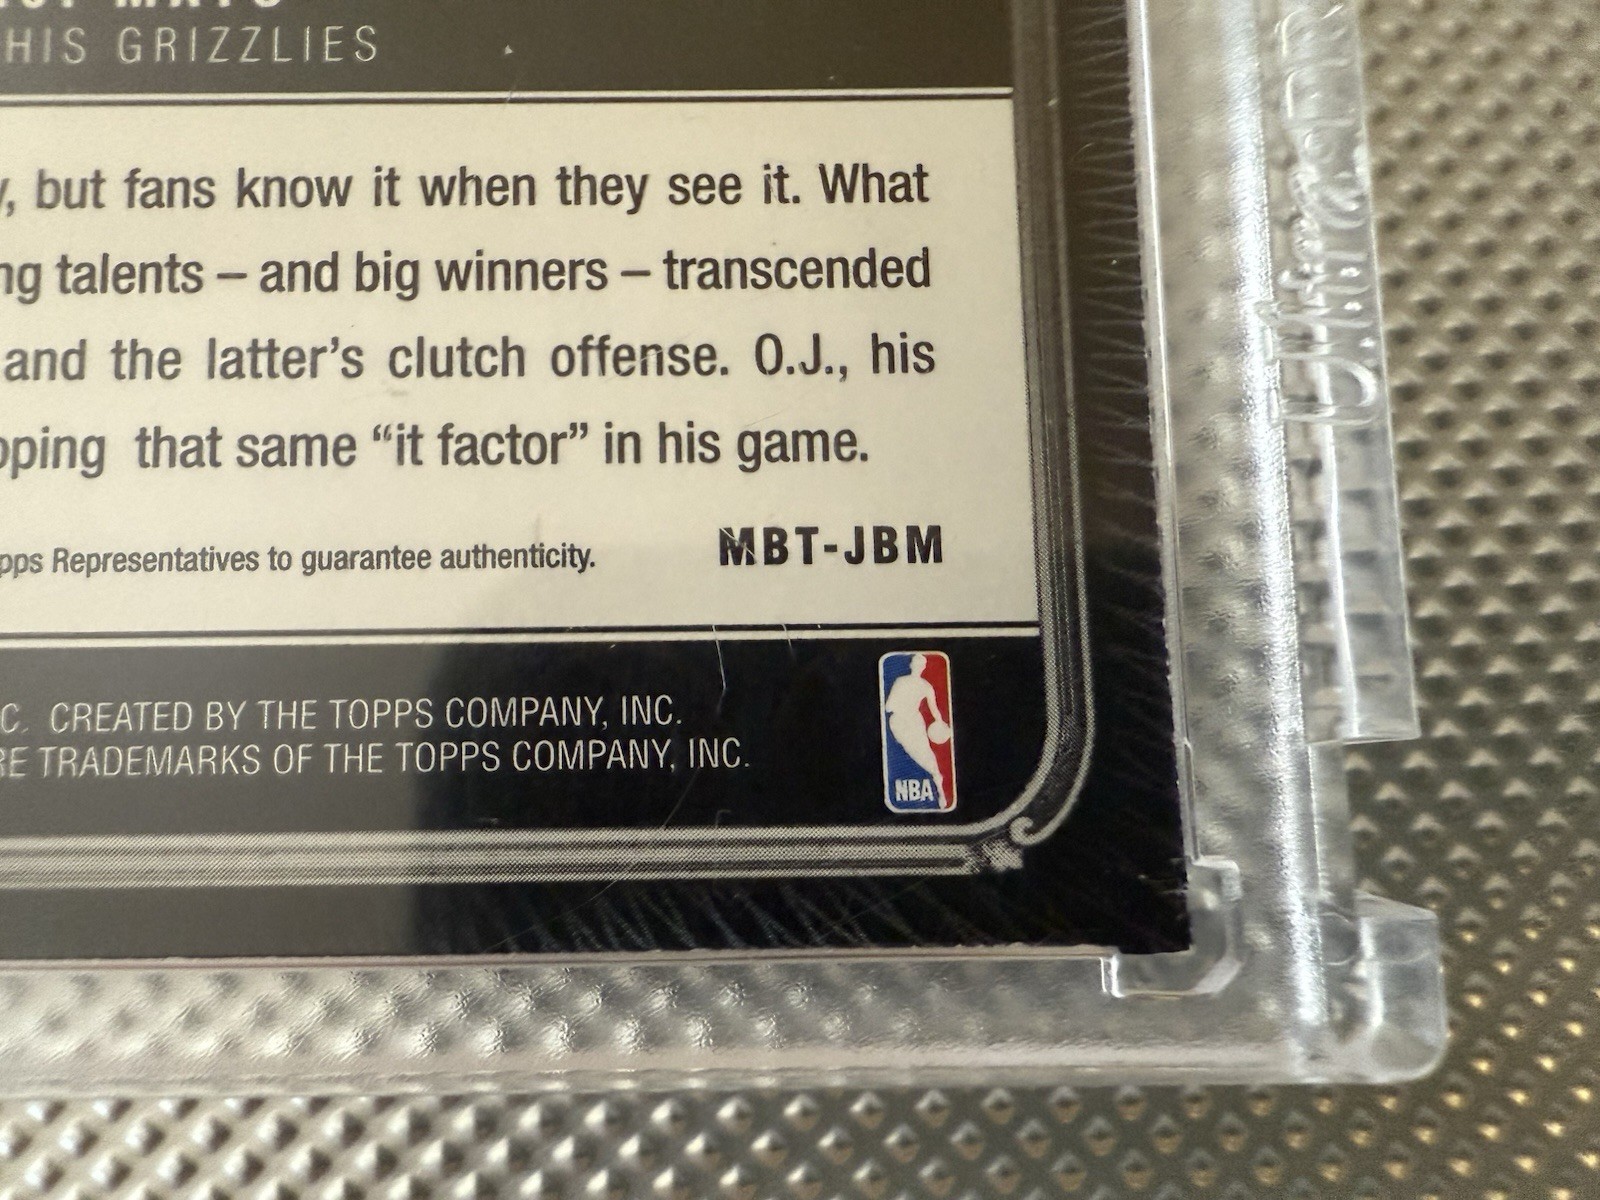 HIS GRIZZLIES
, but fans know it when they see it. What
ng talents – and big winners – transcended
and the latter's clutch offense. O.J., his
pping that same “it factor” in his game.
pps Representatives to guarantee authenticity.
MBT-JBM
C. CREATED BY THE TOPPS COMPANY, INC.
RE TRADEMARKS OF THE TOPPS COMPANY, INC.
NBA